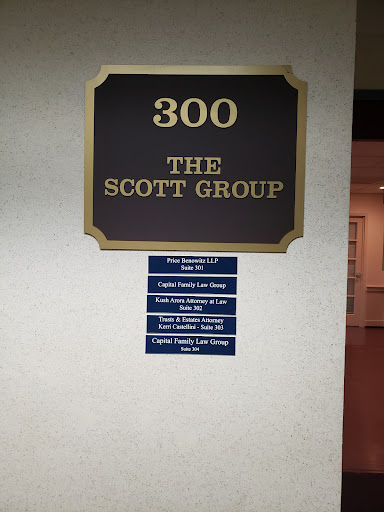 300
THE
SCOTT GROUP
Price Benowitz LLP
Suite 301
Capital Family Law Group
Kush Arora Attorney at Law
Suite 302
Trusts & Estates Attorney
Kerri Castellini - Suite 303
Capital Family Law Group
Suite 304